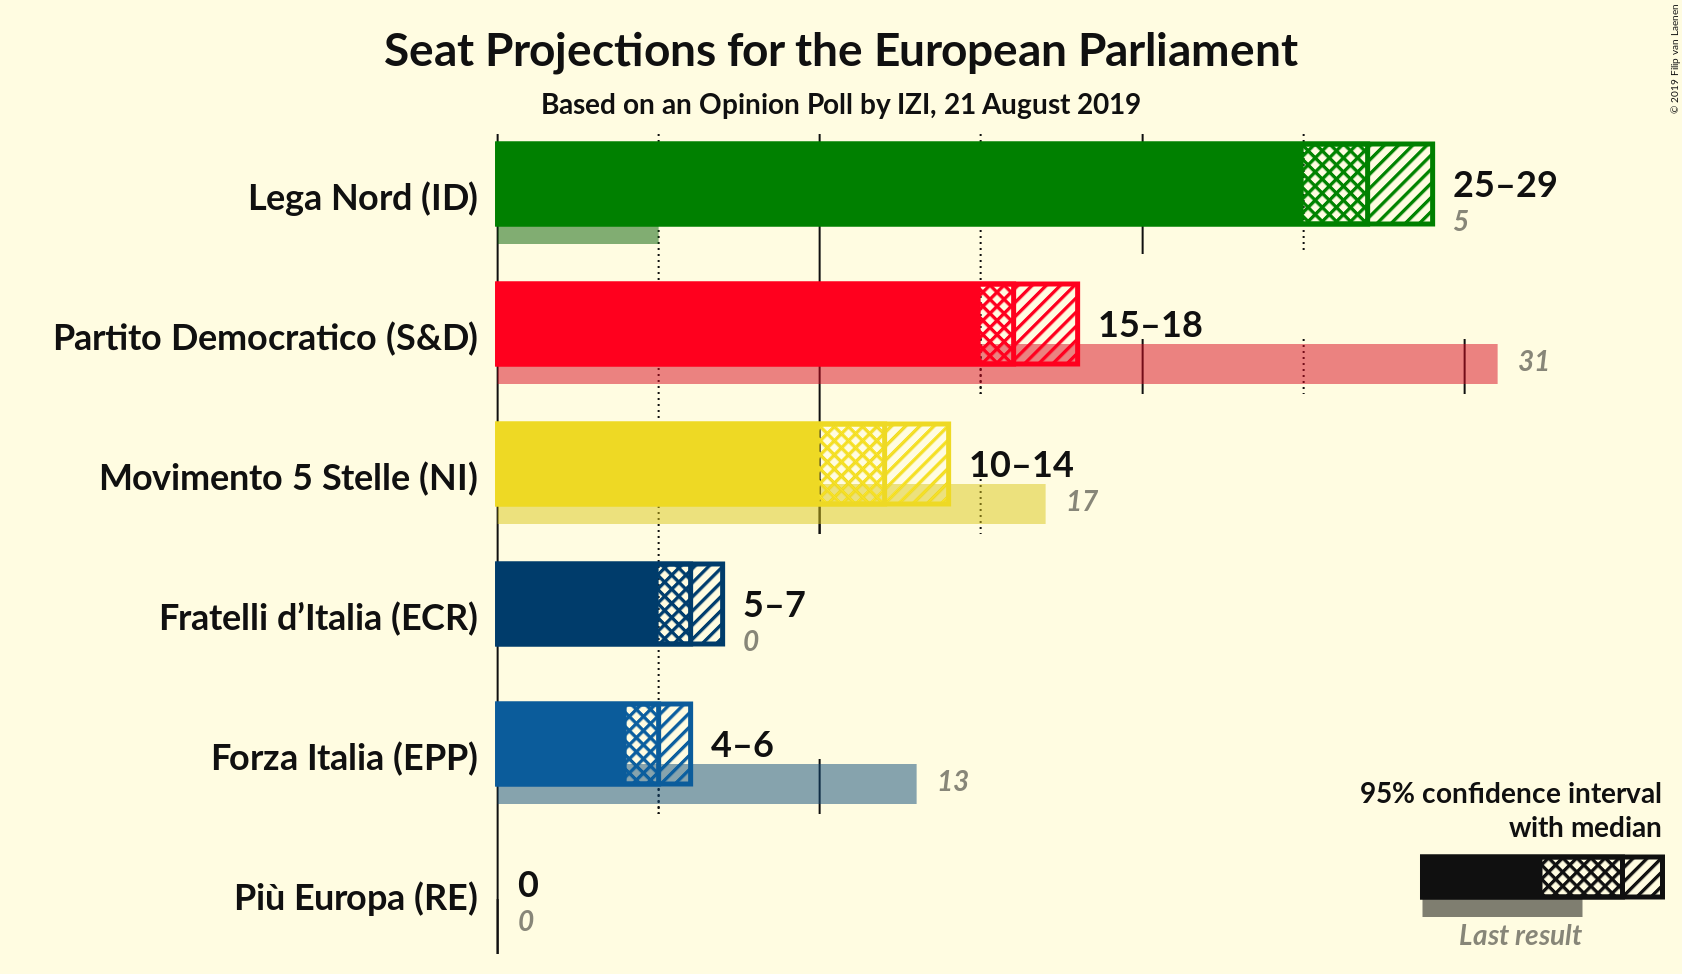 Seat Projections for the European Parliament
Based on an Opinion Poll by IZI, 21 August 2019
© 2019 Filip van Laenen
Lega Nord (ID)
25–29
5
Partito Democratico (S&D)
15–18
31
Movimento 5 Stelle (NI)
10–14
17
Fratelli d’Italia (ECR)
5–7
0
Forza Italia (EPP)
4–6
13
Più Europa (RE)
0
0
95% confidence interval
with median
Last result